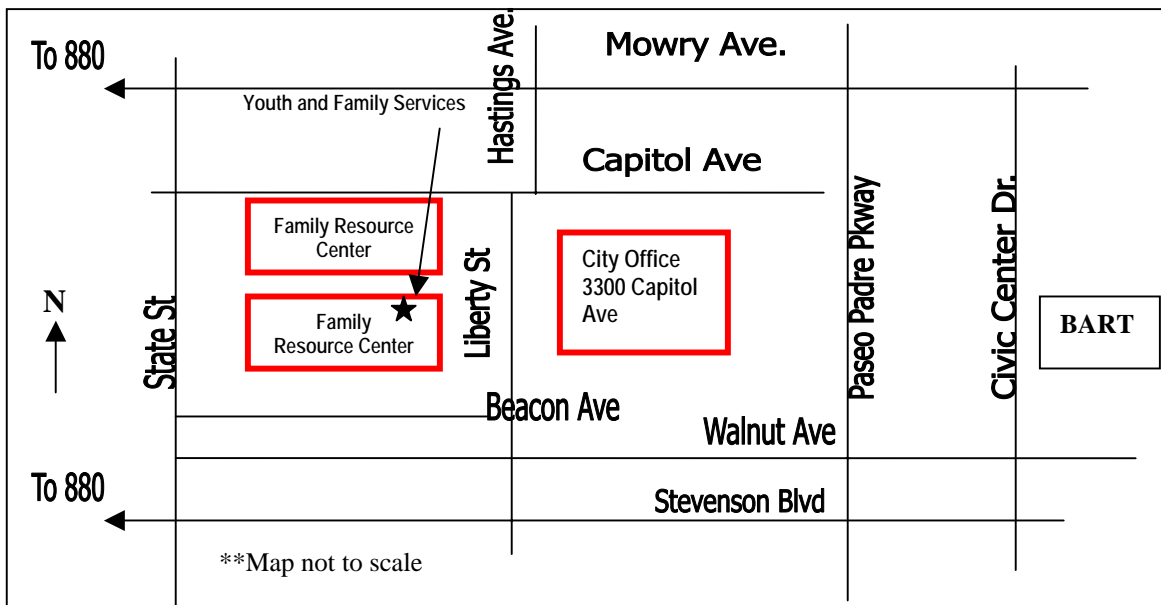 To 880
Hastings Ave.
Mowry Ave.
Youth and Family Services
Capitol Ave
Family Resource
Center
City Office
3300 Capitol
Ave
Family
Resource Center
N
State St
Liberty St
Paseo Padre Pkway
Civic Center Dr.
BART
Beacon Ave
Walnut Ave
To 880
Stevenson Blvd
**Map not to scale